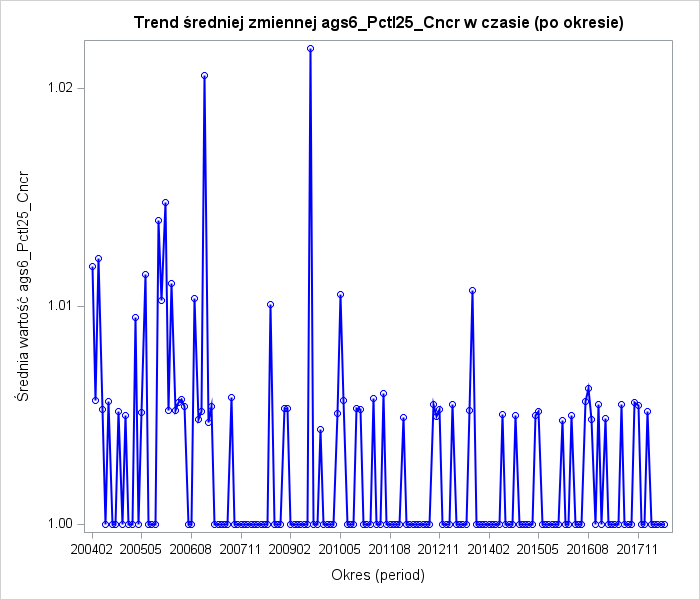 Trend średniej zmiennej ags6_Pctl25_Cncr w czasie (po okresie)
1.02
1.01
1.00
Średnia wartość ags6_Pctl25_Cncr
200402 200505 200608 200711 200902 201005 201108 201211 201402 201505 201608 201711
Okres (period)